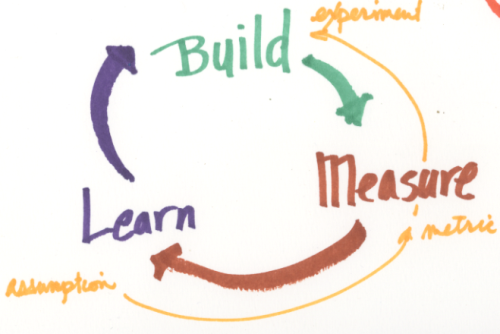 experiment
Build
Measure
Learn
a metric
assumption